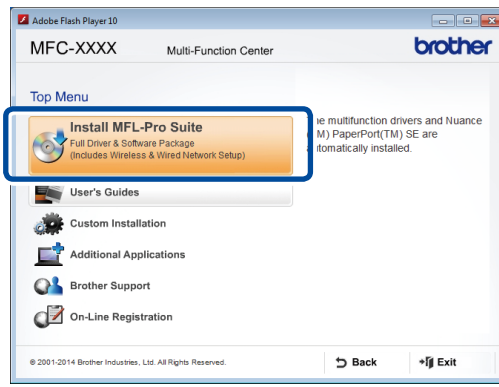 Adobe Flash Player 10
MFC-XXXX
Multi-Function Center
brother
Top Menu
Install MFL-Pro Suite
Full Driver & Software Package
(Includes Wireless & Wired Network Setup)
e multifunction drivers and Nuance
M) PaperPort(TM) SE are
tomatically installed.
User's Guides
Custom Installation
Additional Applications
Brother Support
On-Line Registration
© 2001-2014 Brother Industries, Ltd. All Rights Reserved.
Back
Exit